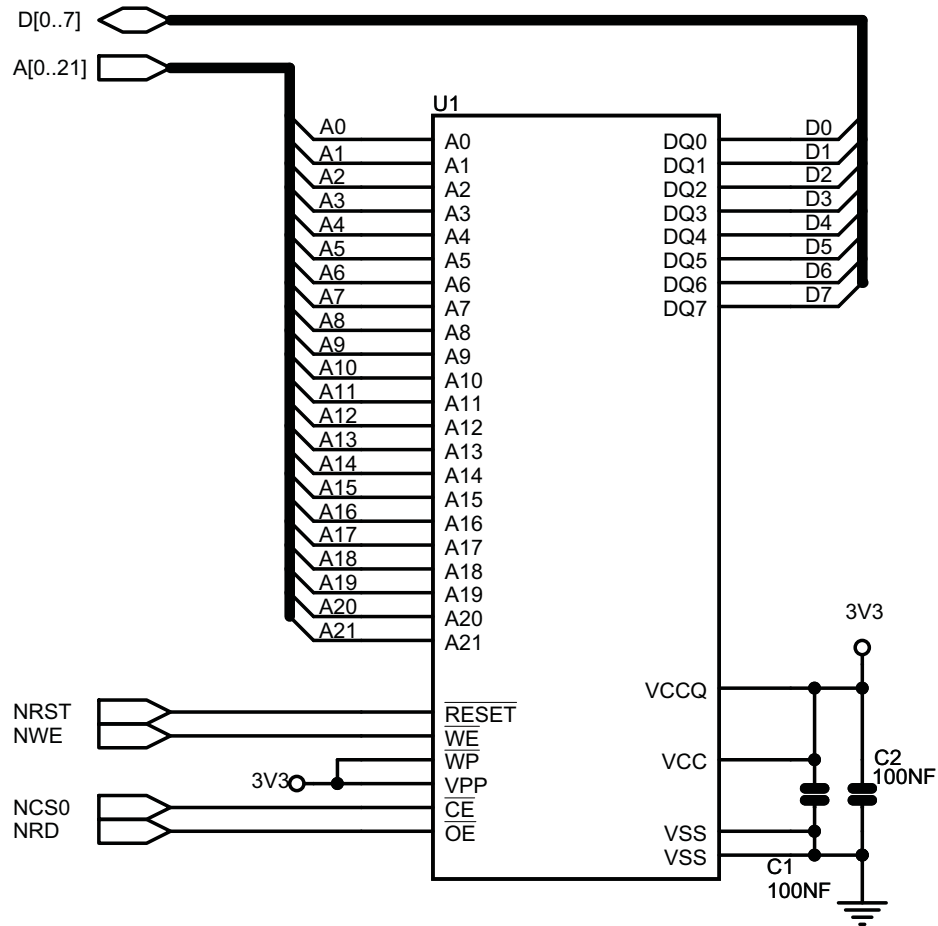 D[0..7]
A[0..21]
U1
A0
A1
A2
A3
A4
A5
A6
A7
A8
A9
A10
A11
A12
A13
A14
A15
A16
A17
A18
A19
A20
A21
A0
A1
A2
A3
A4
A5
A6
A7
A8
A9
A10
A11
A12
A13
A14
A15
A16
A17
A18
A19
A20
A21
DQ0
DQ1
DQ2
DQ3
DQ4
DQ5
DQ6
DQ7
D0
D1
D2
D3
D4
D5
D6
D7
NRST
NWE
3V3
NCS0
NRD
RESET
WE
WP
VPP
CE
OE
VCCQ
VCC
VSS
VSS
3V3
C2
100NF
C1
100NF